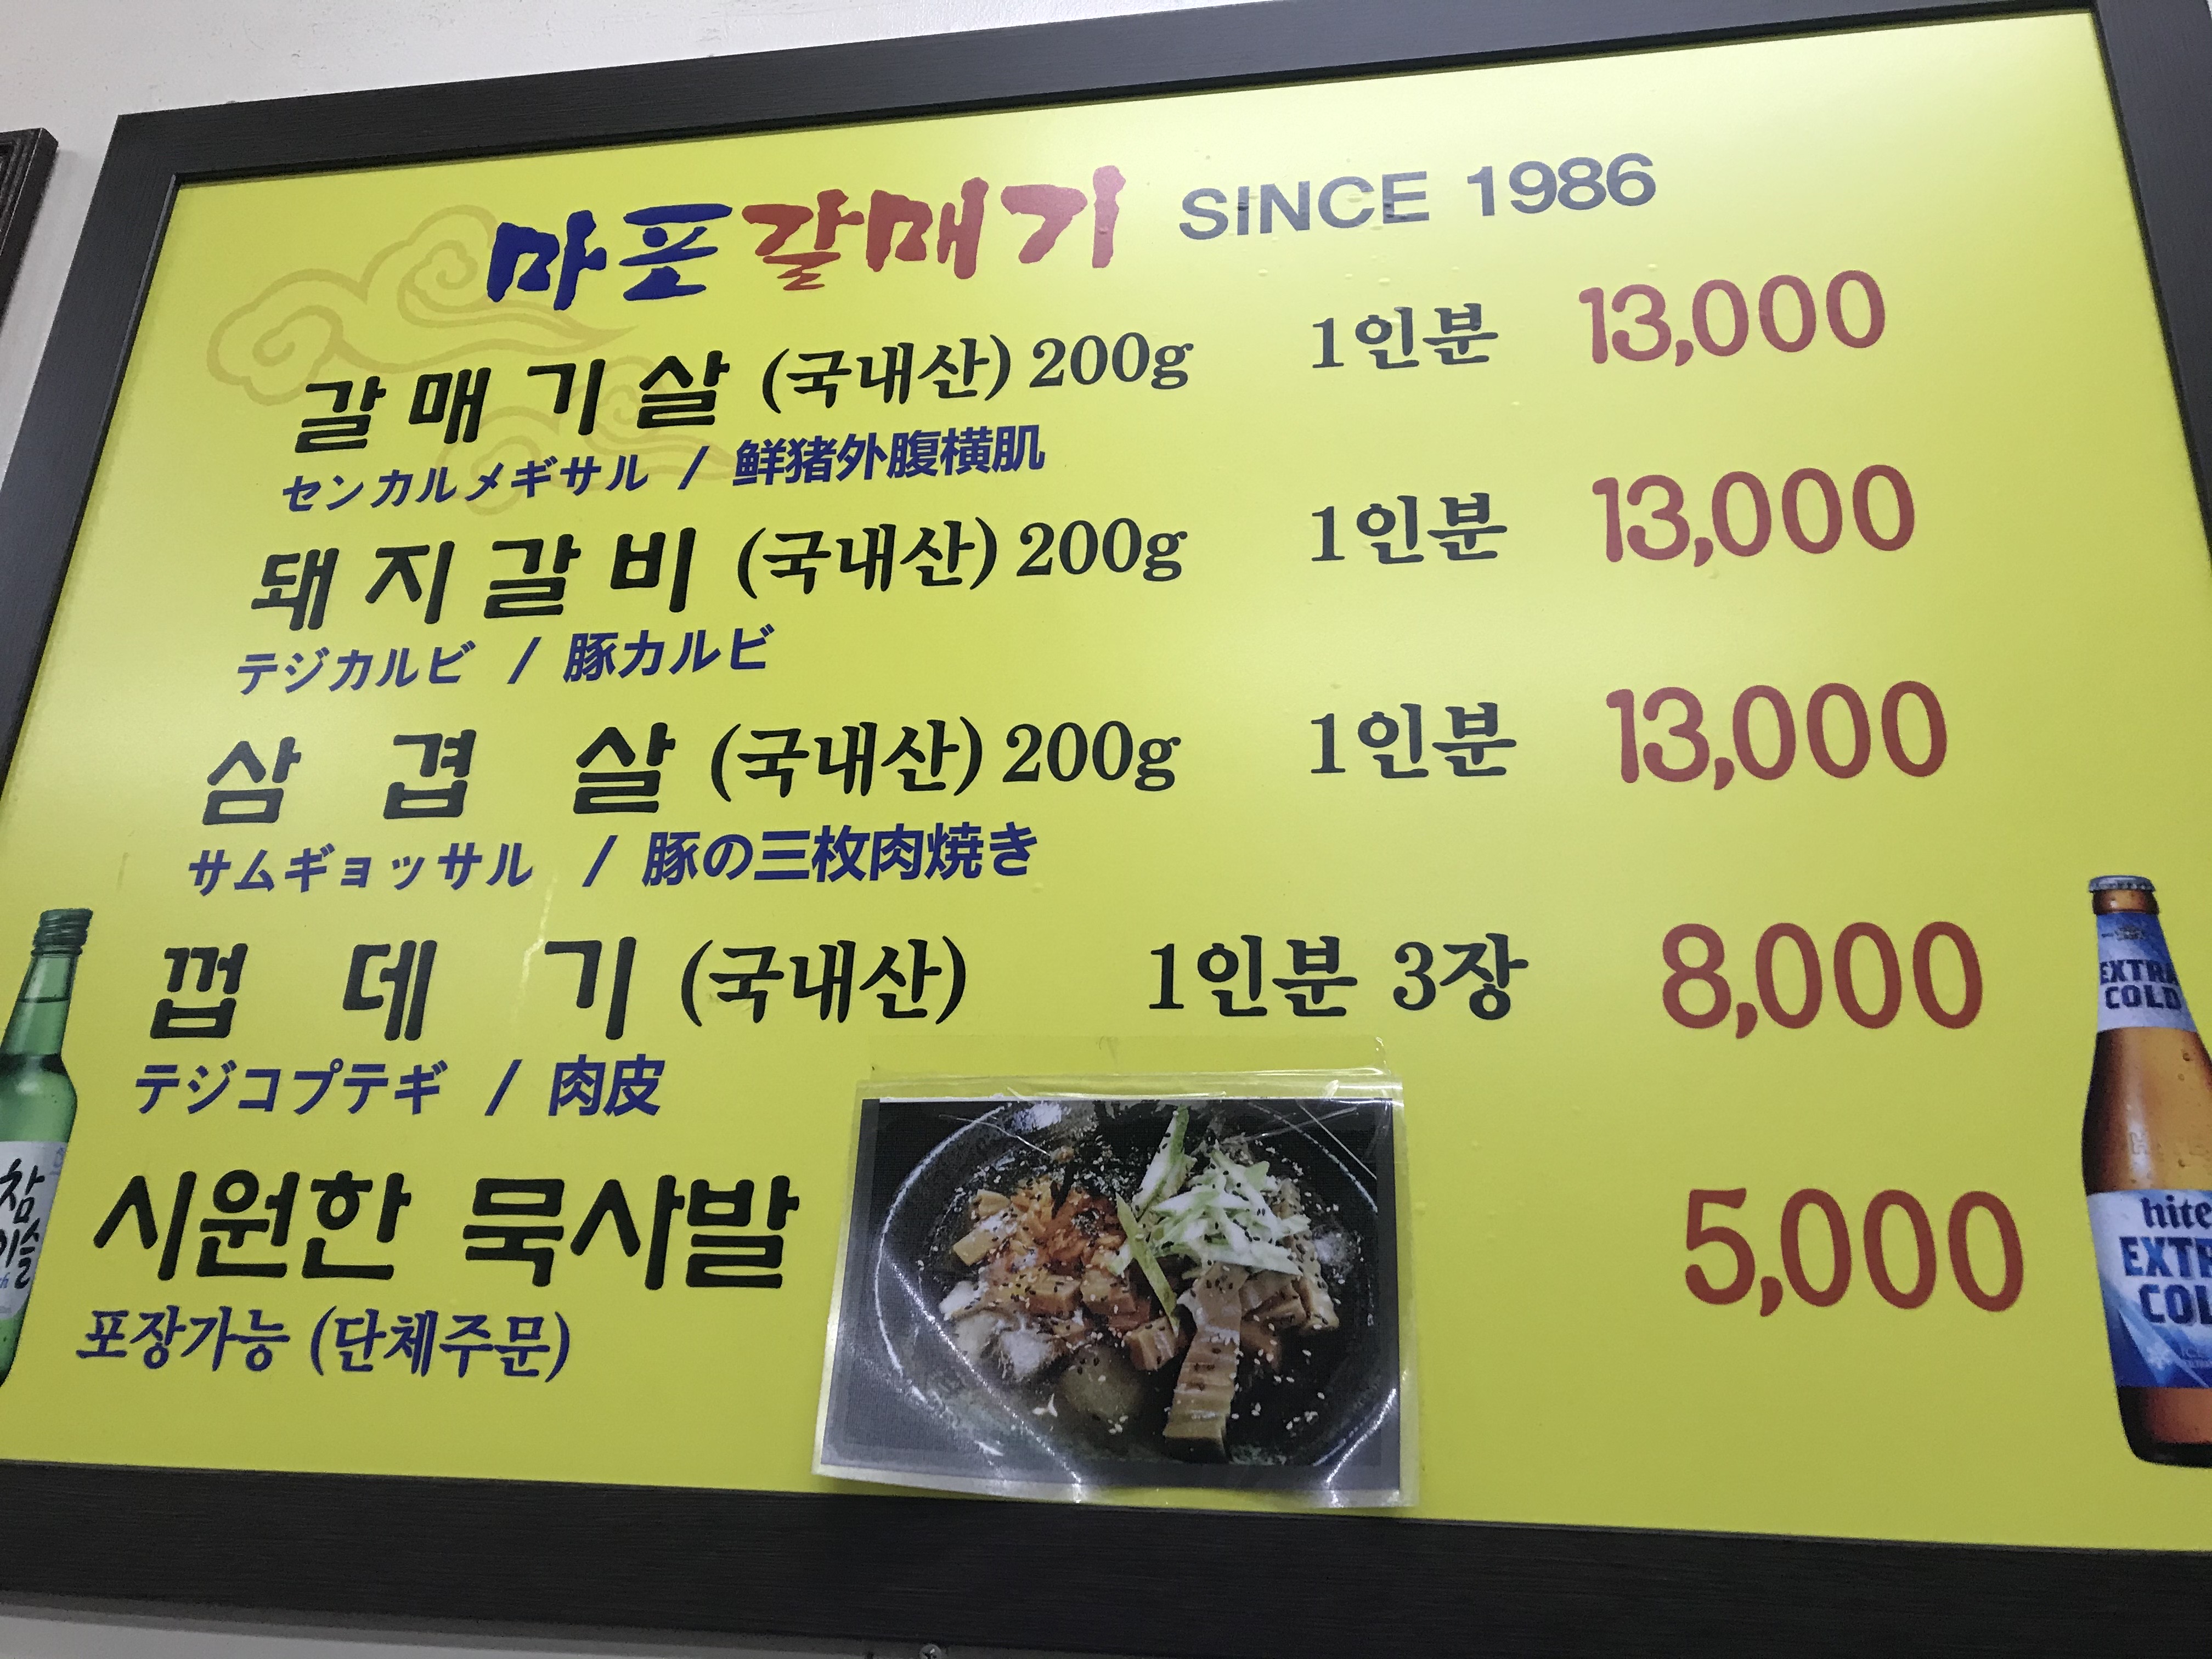 마포갈매기 SINCE 1986
갈매기살 (국내산) 200g 1인분 13,000
センカルメギサル / 鮮猪外腹横肌
돼지갈비 (국내산) 200g 1인분 13,000
テジカルビ / 豚カルビ
삼겹살 (국내산) 200g 1인분 13,000
サムギョッサル / 豚の三枚肉焼き
껍데기 (국내산) 1인분 3장 8,000
テジコプテギ / 肉皮
시원한 묵사발 5,000
포장가능 (단체주문)
참
이슬
EXTRA
COLD
hite
EXTR
COL